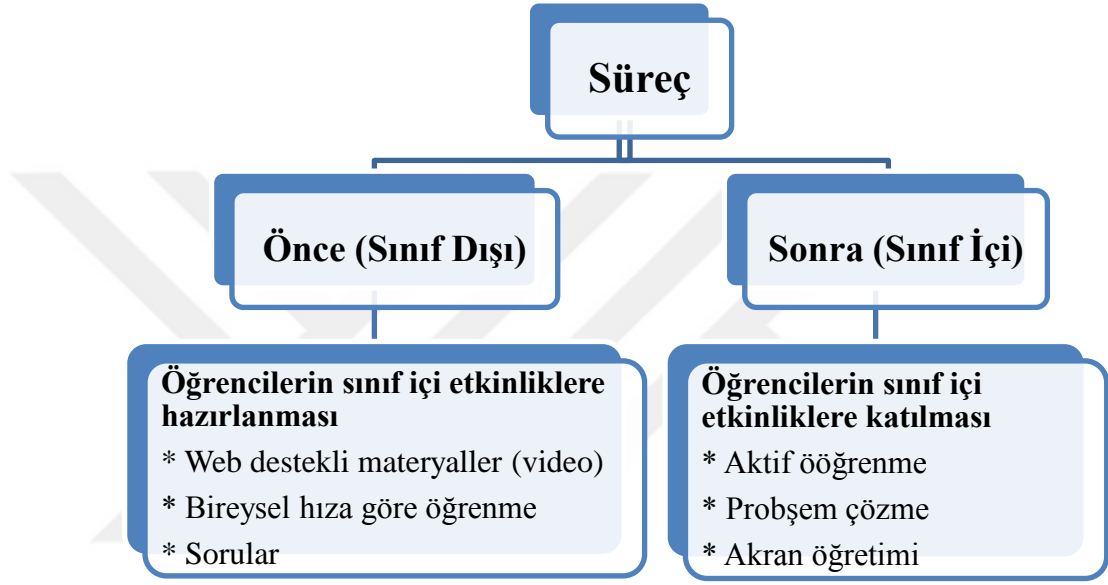 Süreç
Önce (Sınıf Dışı)
Sonra (Sınıf İçi)
Öğrencilerin sınıf içi etkinliklere
hazırlanması
* Web destekli materyaller (video)
* Bireysel hıza göre öğrenme
* Sorular
Öğrencilerin sınıf içi
etkinliklere katılması
* Aktif ööğrenme
* Probşem çözme
* Akran öğretimi